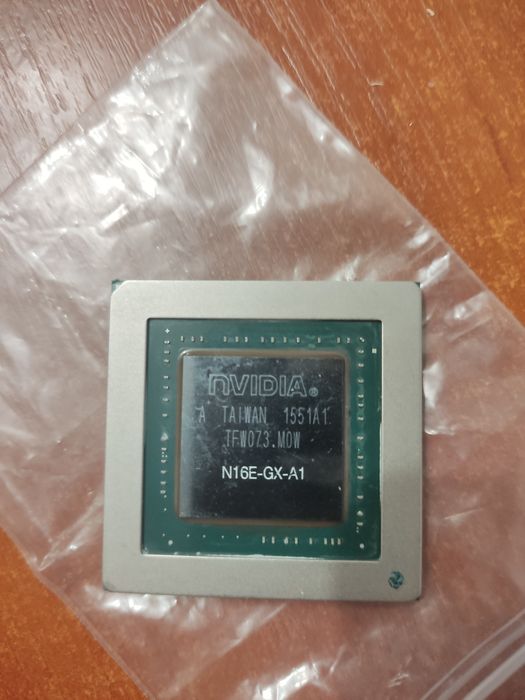 nVIDIA®
A TAIWAN 1551A1
TFW073.M0W
N16E-GX-A1